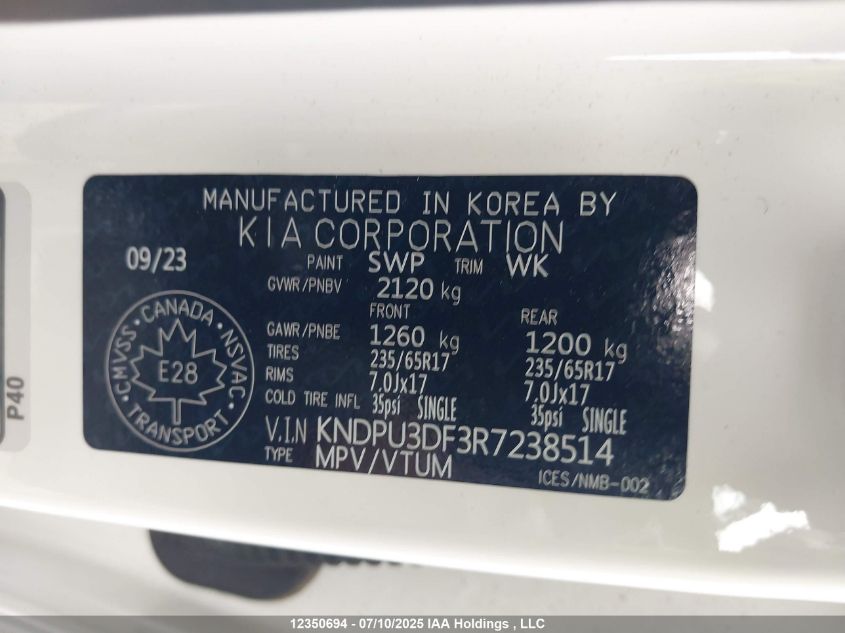 MANUFACTURED IN KOREA BY
KIA CORPORATION
09/23
PAINT SWP TRIM WK
GVWR/PNBV 2120 kg
FRONT REAR
GAWR/PNBE 1260 kg 1200 kg
TIRES 235/65R17 235/65R17
RIMS 7.0Jx17 7.0Jx17
COLD TIRE INFL 35psi SINGLE 35psi SINGLE
V.I.N KNDPU3DF3R7238514
TYPE MPV/VTUM
ICES/NMB-002
CMVSS · CANADA · NSVAC · TRANSPORT ·
E28
P40
12350694 - 07/10/2025 IAA Holdings , LLC